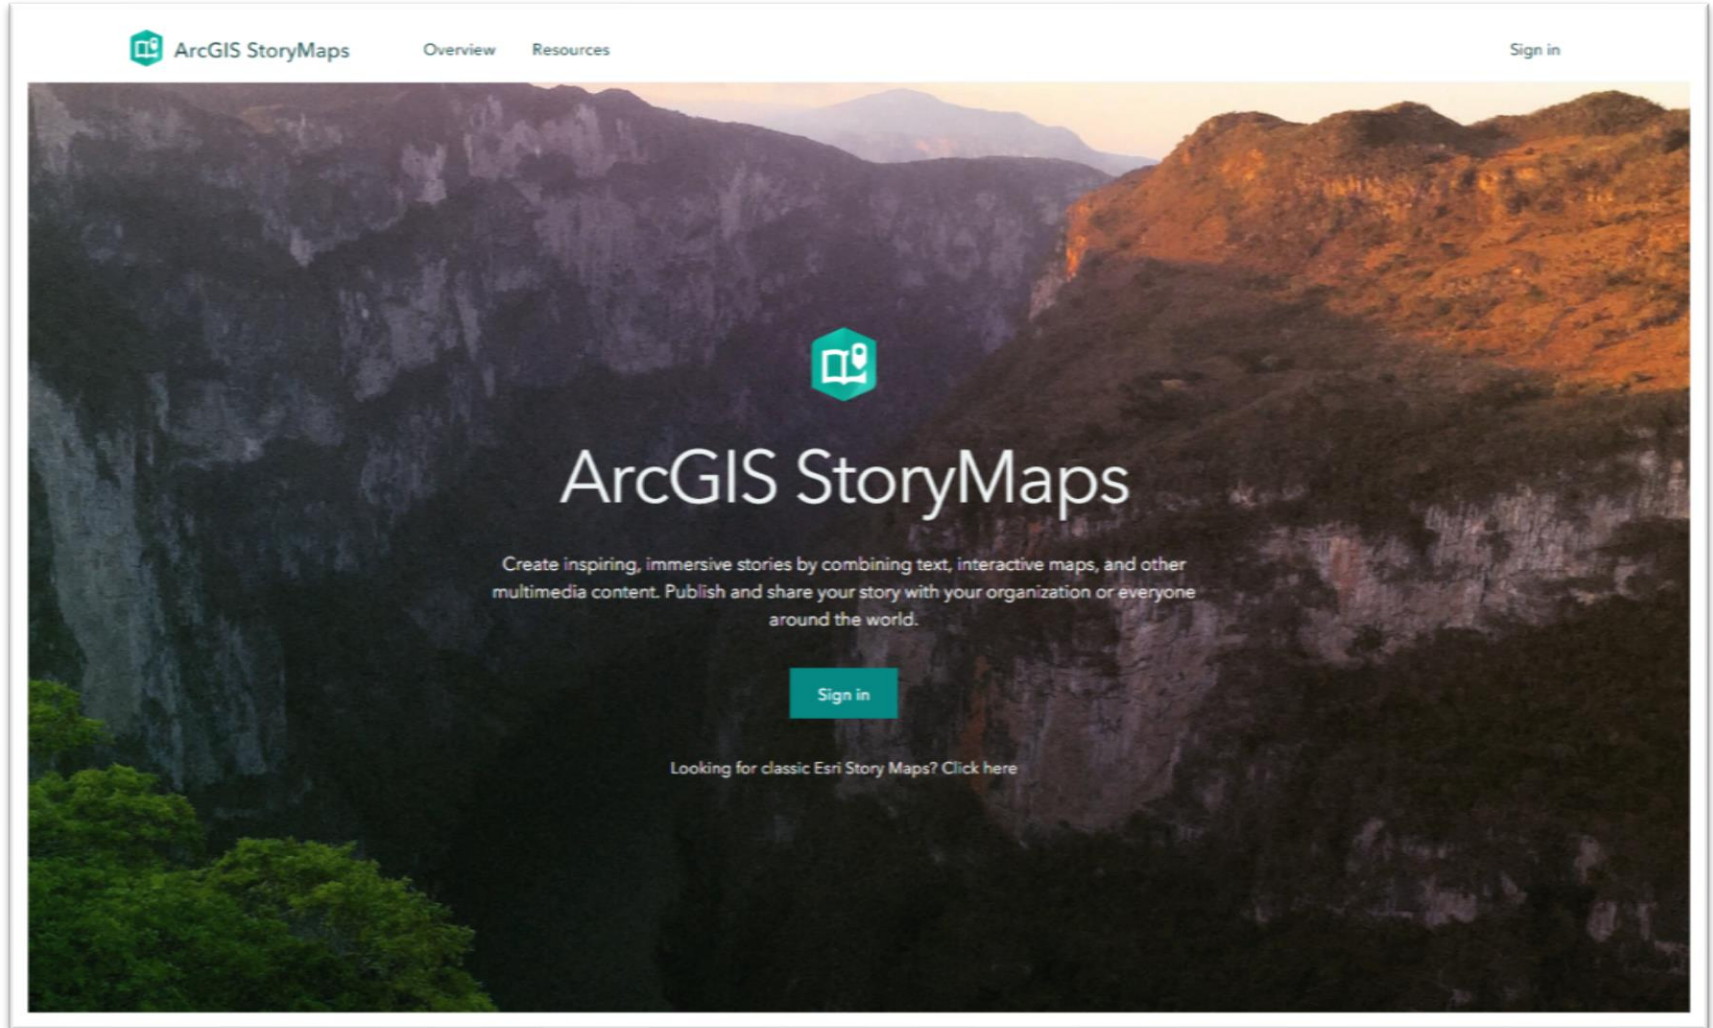 ArcGIS StoryMaps Overview Resources Sign in
ArcGIS StoryMaps
Create inspiring, immersive stories by combining text, interactive maps, and other
multimedia content. Publish and share your story with your organization or everyone
around the world.
Sign in
Looking for classic Esri Story Maps? Click here